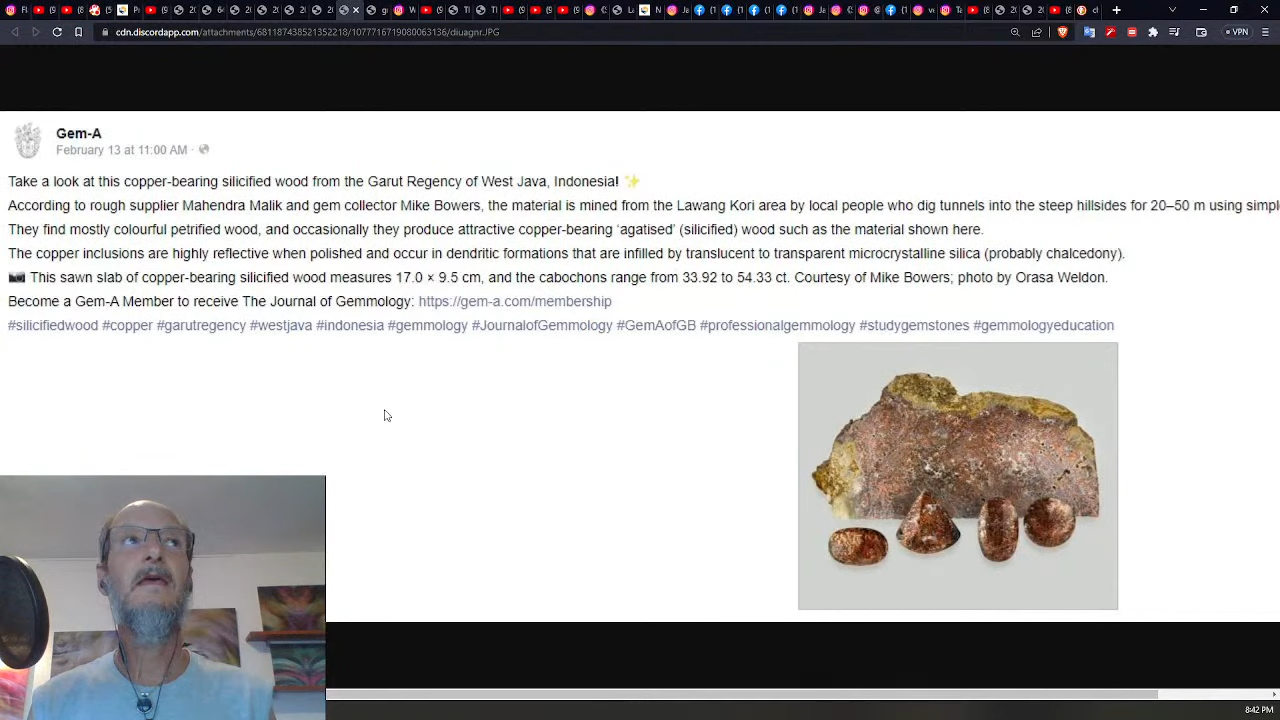 cdn.discordapp.com/attachments/681187438521352218/1077716719080063136/diuagnr.JPG
VPN
Gem-A
February 13 at 11:00 AM ·
Take a look at this copper-bearing silicified wood from the Garut Regency of West Java, Indonesia! ✨
According to rough supplier Mahendra Malik and gem collector Mike Bowers, the material is mined from the Lawang Kori area by local people who dig tunnels into the steep hillsides for 20–50 m using
They find mostly colourful petrified wood, and occasionally they produce attractive copper-bearing ‘agatised’ (silicified) wood such as the material shown here.
The copper inclusions are highly reflective when polished and occur in dendritic formations that are infilled by translucent to transparent microcrystalline silica (probably chalcedony).
📷 This sawn slab of copper-bearing silicified wood measures 17.0 × 9.5 cm, and the cabochons range from 33.92 to 54.33 ct. Courtesy of Mike Bowers; photo by Orasa Weldon.
Become a Gem-A Member to receive The Journal of Gemmology: https://gem-a.com/membership
#silicifiedwood #copper #garutregency #westjava #indonesia #gemmology #JournalofGemmology #GemAofGB #professionalgemmology #studygemstones #gemmologyeducation
8:42 PM